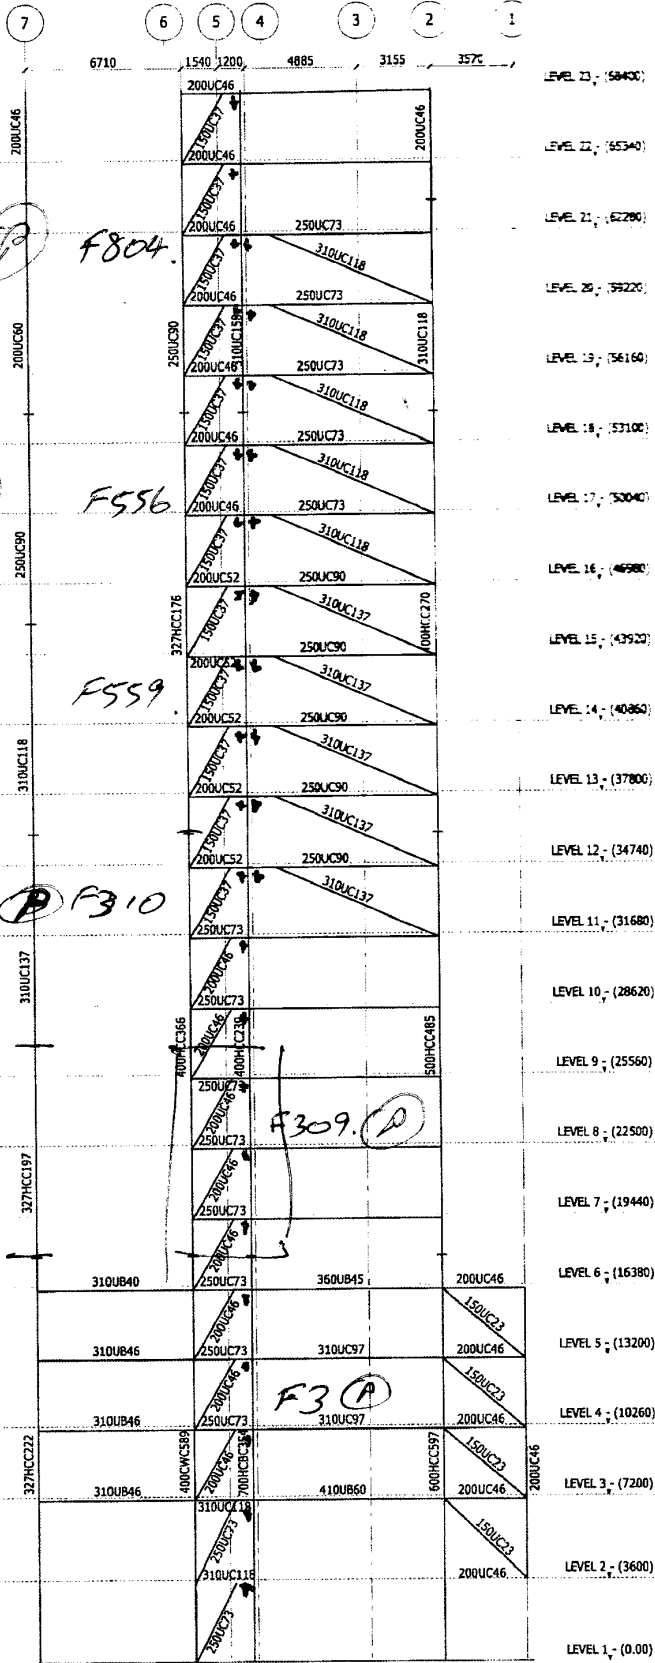 7 6 5 4 3 2 1
6710 1540 1200 4885 3155 357C
200UC46 LEVEL 23
200UC46 150UC37 200UC46
200UC46 LEVEL 22 (65340)
150UC37
200UC46 250UC73 LEVEL 21 (62280)
F804. 150UC37 310UC118
200UC46 250UC73 LEVEL 20 (59220)
200UC60 250UC90 150UC37 310UC158 310UC118 310UC118
200UC46 250UC73 LEVEL 19 (56160)
150UC37 310UC118
200UC46 250UC73 LEVEL 18 (53100)
F556 150UC37 310UC118
200UC46 250UC73 LEVEL 17 (50040)
250UC90 150UC37 310UC118
200UC52 250UC90 LEVEL 16 (46980)
327HCC176 150UC37 310UC137 400HCC270
200UC52 250UC90 LEVEL 15 (43920)
F559. 150UC37 310UC137
200UC52 250UC90 LEVEL 14 (40860)
310UC118 150UC37 310UC137
200UC52 250UC90 LEVEL 13 (37800)
150UC37 310UC137
200UC52 250UC90 LEVEL 12 (34740)
P F310 150UC37 310UC137
250UC73 LEVEL 11 (31680)
310UC137 200UC46
250UC73 LEVEL 10 (28620)
400HCC366 200UC46 500HCC485
250UC73 LEVEL 9 (25560)
200UC46 F309.
250UC73 LEVEL 8 (22500)
327HCC197 200UC46
250UC73 LEVEL 7 (19440)
200UC46
310UB40 250UC73 360UB45 200UC46 LEVEL 6 (16380)
200UC46 150UC23
310UB46 250UC73 310UC97 200UC46 LEVEL 5 (13200)
200UC46 F3 150UC23
310UB46 250UC73 310UC97 200UC46 LEVEL 4 (10260)
327HCC222 400CWC589 200UC46 600HCC597 150UC23 200UC46
310UB46 310UC118 410UB60 200UC46 LEVEL 3 (7200)
250UC73 150UC23
310UC118 200UC46 LEVEL 2 (3600)
250UC73
LEVEL 1 (0.00)